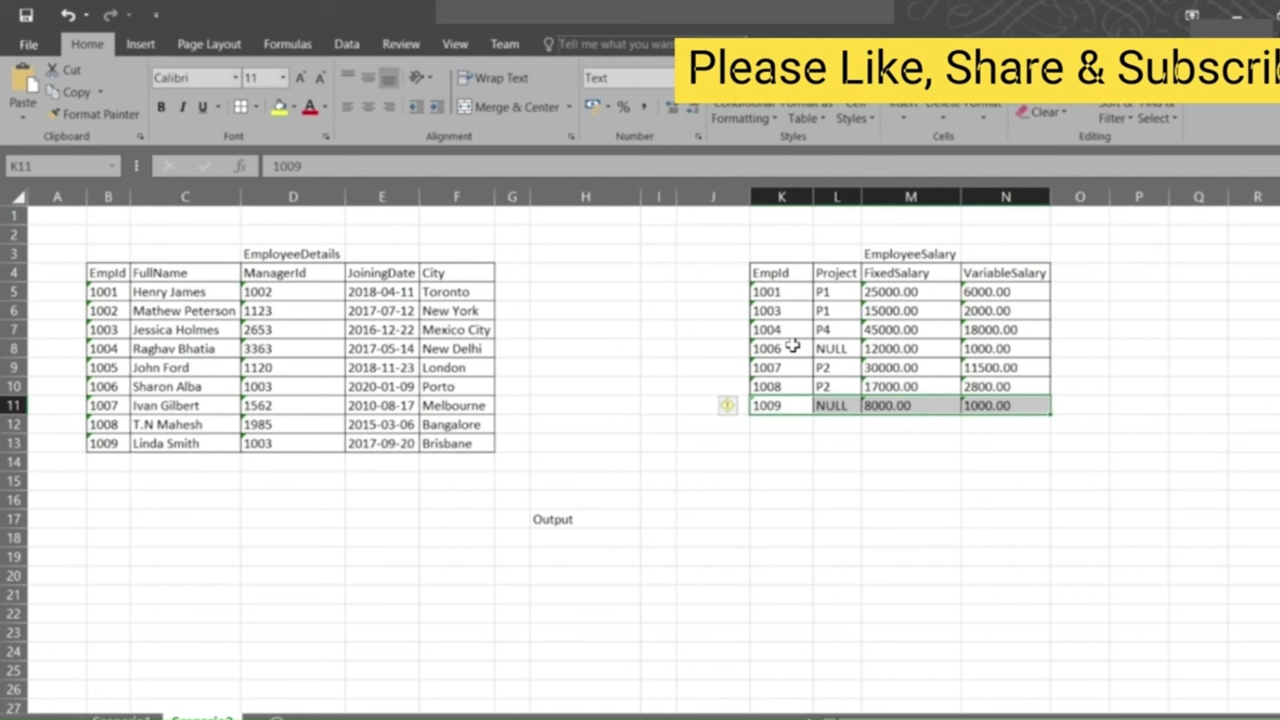 File Home Insert Page Layout Formulas Data Review View Team Tell me what you want
Please Like, Share & Subscrib
Cut
Copy
Format Painter
Paste
Calibri 11
B I U
Wrap Text
Merge & Center
Text
%
Conditional Formatting
Format as Table
Cell Styles
Insert Delete Format
Clear
Sort & Filter
Find & Select
Clipboard Font Alignment Number Styles Cells Editing
K11 fx 1009
A B C D E F G H I J K L M N O P Q R
1
2
3 EmployeeDetails EmployeeSalary
4 EmpId FullName ManagerId JoiningDate City EmpId Project FixedSalary VariableSalary
5 1001 Henry James 1002 2018-04-11 Toronto 1001 P1 25000.00 6000.00
6 1002 Mathew Peterson 1123 2017-07-12 New York 1003 P1 15000.00 2000.00
7 1003 Jessica Holmes 2653 2016-12-22 Mexico City 1004 P4 45000.00 18000.00
8 1004 Raghav Bhatia 3363 2017-05-14 New Delhi 1006 NULL 12000.00 1000.00
9 1005 John Ford 1120 2018-11-23 London 1007 P2 30000.00 11500.00
10 1006 Sharon Alba 1003 2020-01-09 Porto 1008 P2 17000.00 2800.00
11 1007 Ivan Gilbert 1562 2010-08-17 Melbourne 1009 NULL 8000.00 1000.00
12 1008 T.N Mahesh 1985 2015-03-06 Bangalore
13 1009 Linda Smith 1003 2017-09-20 Brisbane
14
15
16
17 Output
18
19
20
21
22
23
24
25
26
27